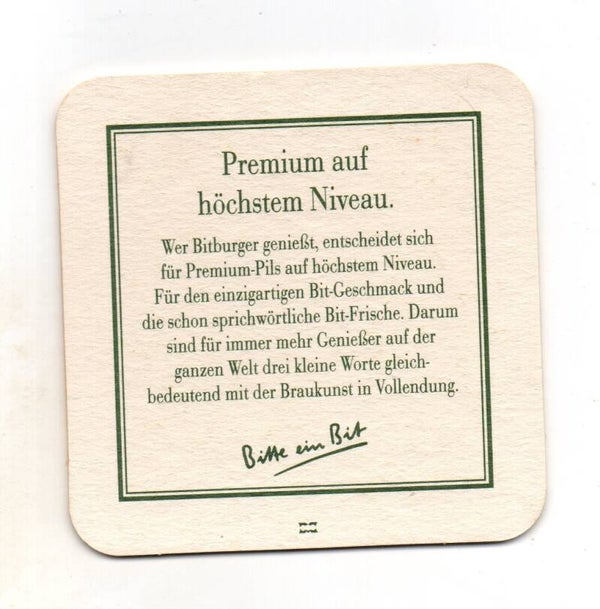 Premium auf
höchstem Niveau.
Wer Bitburger genießt, entscheidet sich
für Premium-Pils auf höchstem Niveau.
Für den einzigartigen Bit-Geschmack und
die schon sprichwörtliche Bit-Frische. Darum
sind für immer mehr Genießer auf der
ganzen Welt drei kleine Worte gleich-
bedeutend mit der Braukunst in Vollendung.
Bitte ein Bit